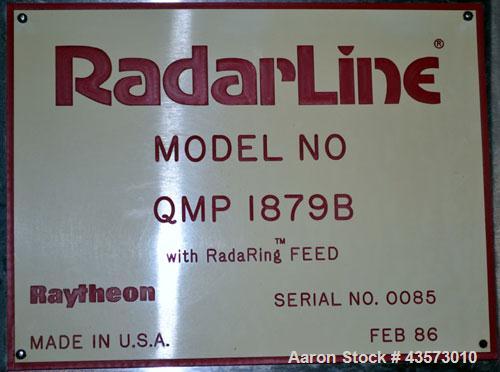 RadarLine®
MODEL NO
QMP 1879B
with RadaRing™ FEED
Raytheon
SERIAL NO. 0085
MADE IN U.S.A.
FEB 86
Aaron Stock # 43573010